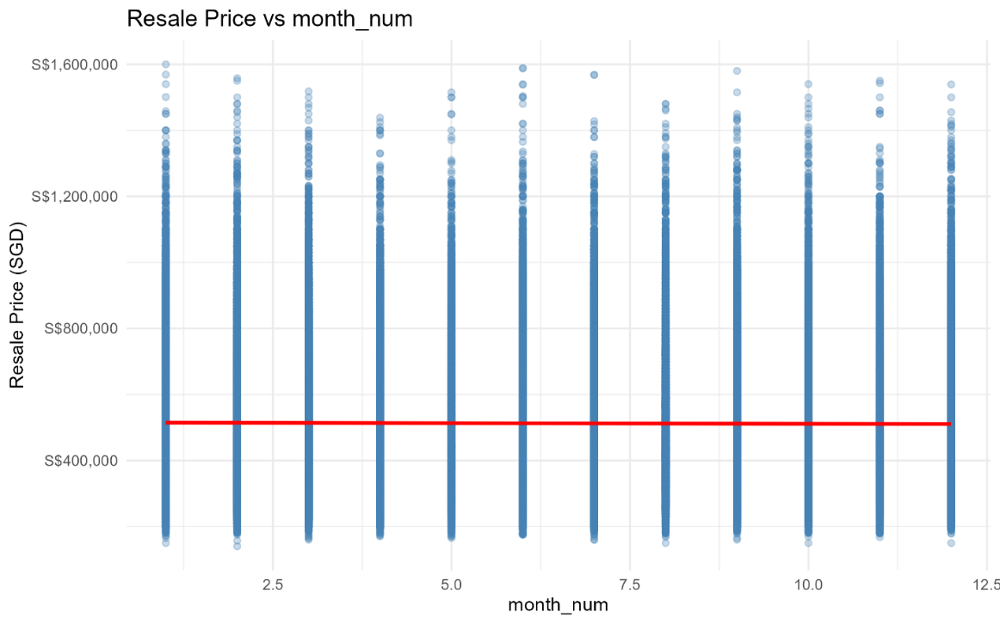 Resale Price vs month_num
S$1,600,000
S$1,200,000
S$800,000
S$400,000
Resale Price (SGD)
2.5
5.0
7.5
10.0
12.5
month_num